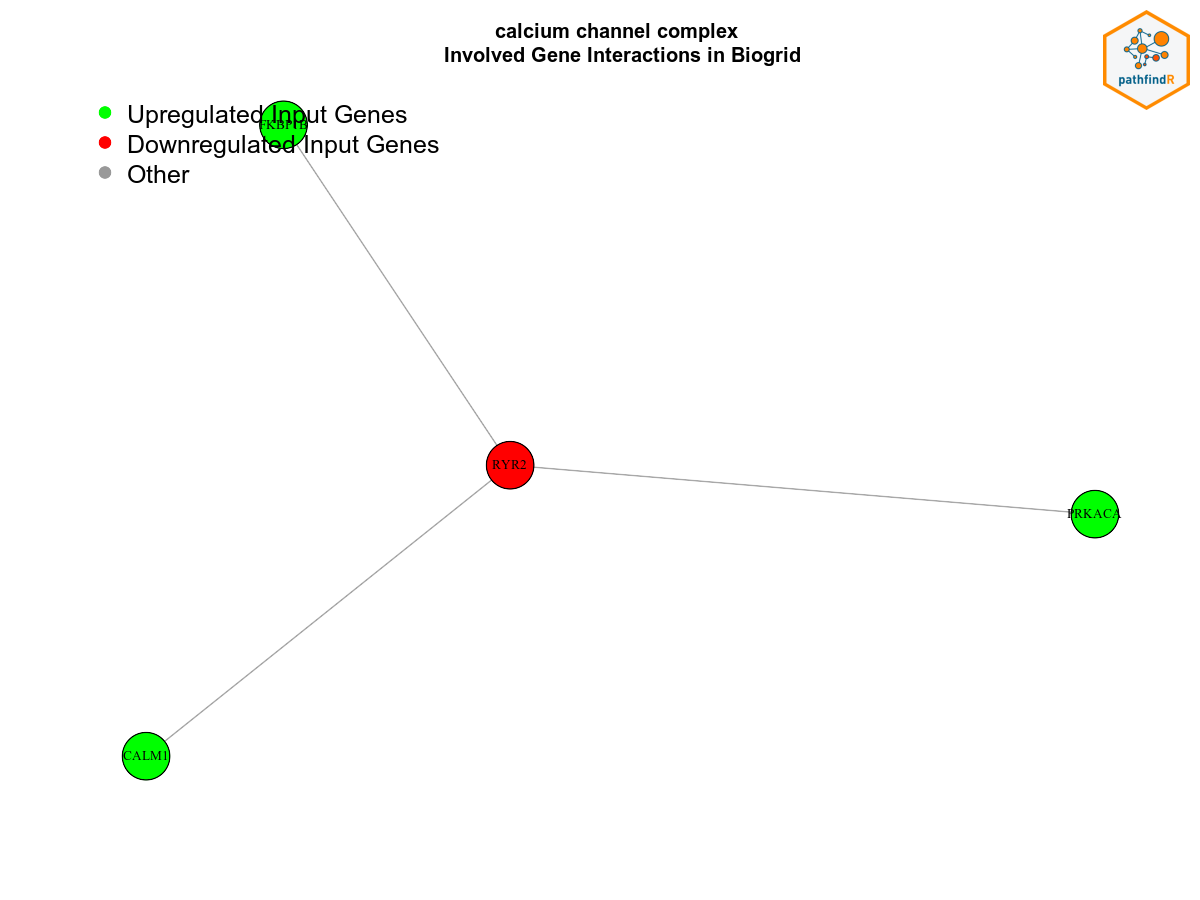 calcium channel complex
Involved Gene Interactions in Biogrid
pathfindR
Upregulated Input Genes
FKBP1B
Downregulated Input Genes
Other
RYR2
PRKACA
CALM1